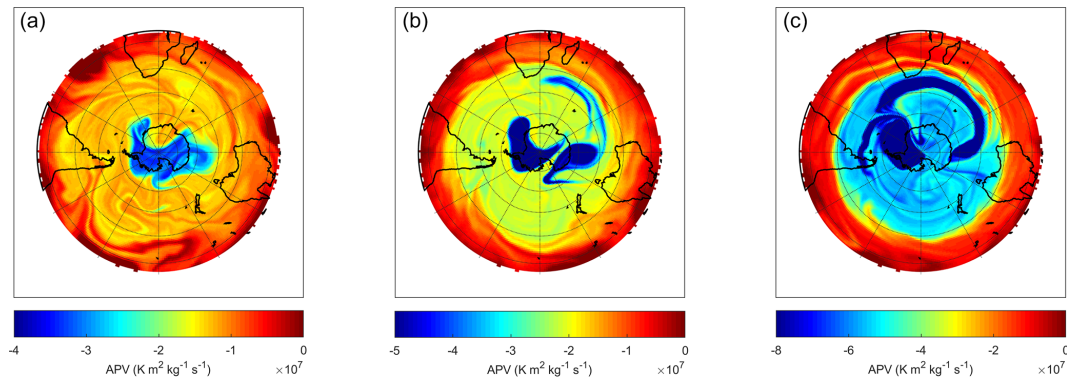 (a)
(b)
(c)
-4 -3 -2 -1 0
APV (K m² kg⁻¹ s⁻¹)
×10⁷
-5 -4 -3 -2 -1 0
APV (K m² kg⁻¹ s⁻¹)
×10⁷
-8 -6 -4 -2 0
APV (K m² kg⁻¹ s⁻¹)
×10⁷